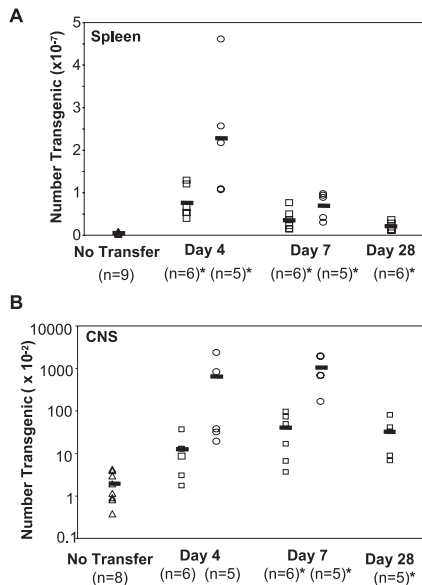 A
Spleen
Number Transgenic (x10-7)
5
4
3
2
1
0
No Transfer Day 4 Day 7 Day 28
(n=9) (n=6)* (n=5)* (n=6)* (n=5)* (n=6)*
B
CNS
Number Transgenic ( x 10-2)
10000
1000
100
10
1
0.1
No Transfer Day 4 Day 7 Day 28
(n=8) (n=6) (n=5) (n=6)* (n=5)* (n=5)*